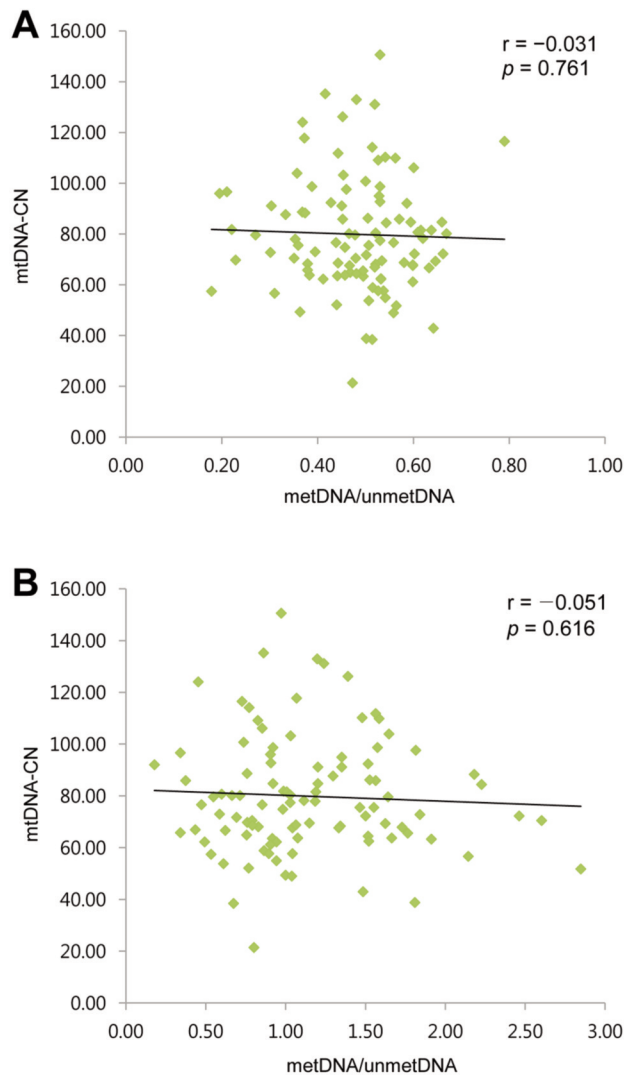 A
r = −0.031
p = 0.761
160.00
140.00
120.00
100.00
80.00
60.00
40.00
20.00
0.00
mtDNA-CN
0.00 0.20 0.40 0.60 0.80 1.00
metDNA/unmetDNA
B
r = −0.051
p = 0.616
160.00
140.00
120.00
100.00
80.00
60.00
40.00
20.00
0.00
mtDNA-CN
0.00 0.50 1.00 1.50 2.00 2.50 3.00
metDNA/unmetDNA